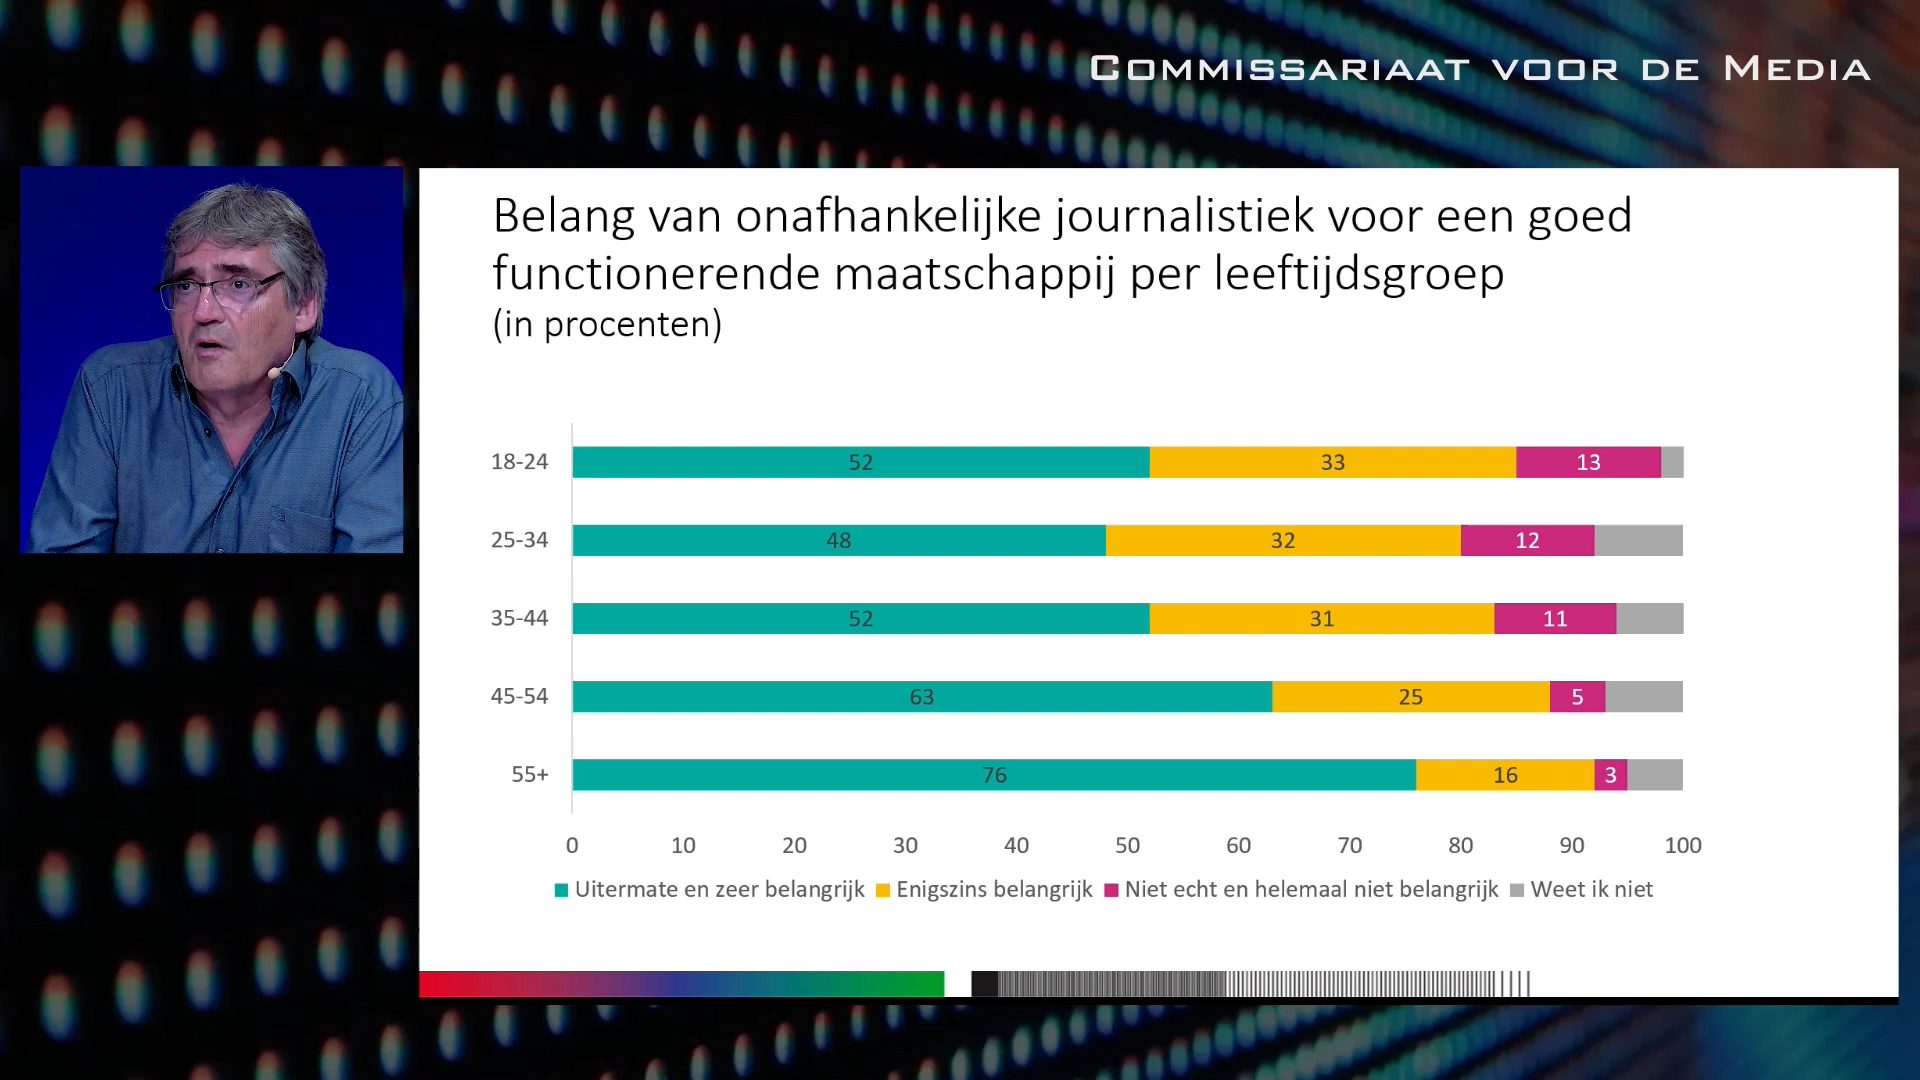 COMMISSARIAAT VOOR DE MEDIA
Belang van onafhankelijke journalistiek voor een goed
functionerende maatschappij per leeftijdsgroep
(in procenten)
18-24 52 33 13
25-34 48 32 12
35-44 52 31 11
45-54 63 25 5
55+ 76 16 3
0 10 20 30 40 50 60 70 80 90 100
Uitermate en zeer belangrijk Enigszins belangrijk Niet echt en helemaal niet belangrijk Weet ik niet